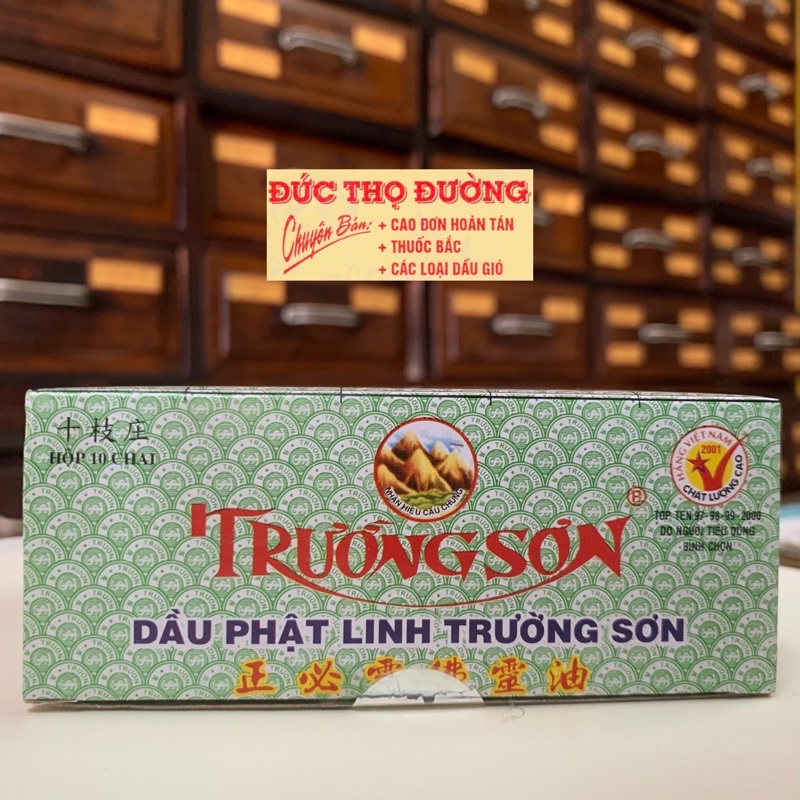 ĐỨC THỌ ĐƯỜNG
Chuyên Bán: + CAO ĐƠN HOÀN TÁN
+ THUỐC BẮC
+ CÁC LOẠI DẦU GIÓ
十枝庄
HỘP 10 CHAI
NHÃN HIỆU CẦU CHỨNG
TRƯỜNG SƠN ®
HÀNG VIỆT NAM
2001
CHẤT LƯỢNG CAO
TOP TEN 97-98-99-2000
DO NGƯỜI TIÊU DÙNG
BÌNH CHỌN
DẦU PHẬT LINH TRƯỜNG SƠN
正必靈佛靈油